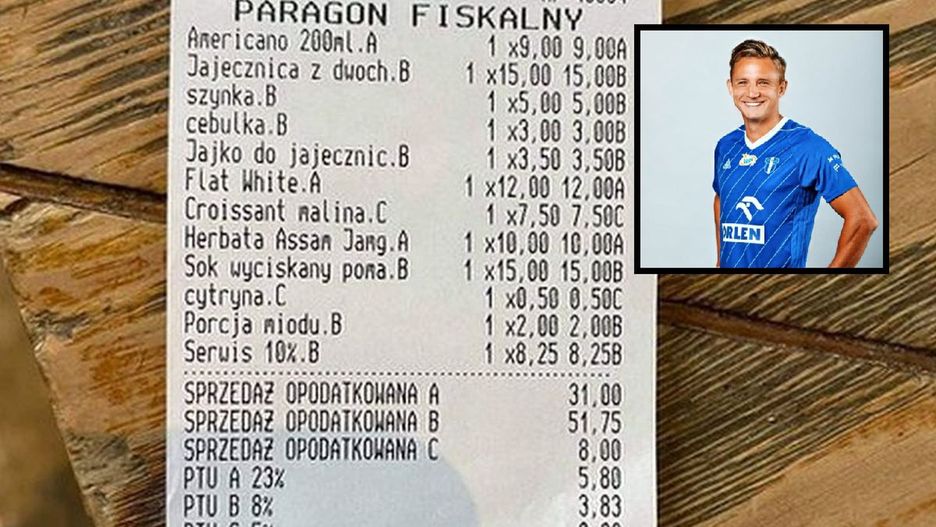 PARAGON FISKALNY
Americano 200ml.A 1 x9,00 9,00A
Jajecznica z dwoch.B 1 x15,00 15,00B
szynka.B 1 x5,00 5,00B
cebulka.B 1 x3,00 3,00B
Jajko do jajecznic.B 1 x3,50 3,50B
Flat White.A 1 x12,00 12,00A
Croissant malina.C 1 x7,50 7,50C
Herbata Assam Jamg.A 1 x10,00 10,00A
Sok wyciskany poma.B 1 x15,00 15,00B
cytryna.C 1 x0,50 0,50C
Porcja miodu.B 1 x2,00 2,00B
Serwis 10%.B 1 x8,25 8,25B
SPRZEDAŻ OPODATKOWANA A 31,00
SPRZEDAŻ OPODATKOWANA B 51,75
SPRZEDAŻ OPODATKOWANA C 8,00
PTU A 23% 5,80
PTU B 8% 3,83
ORLEN